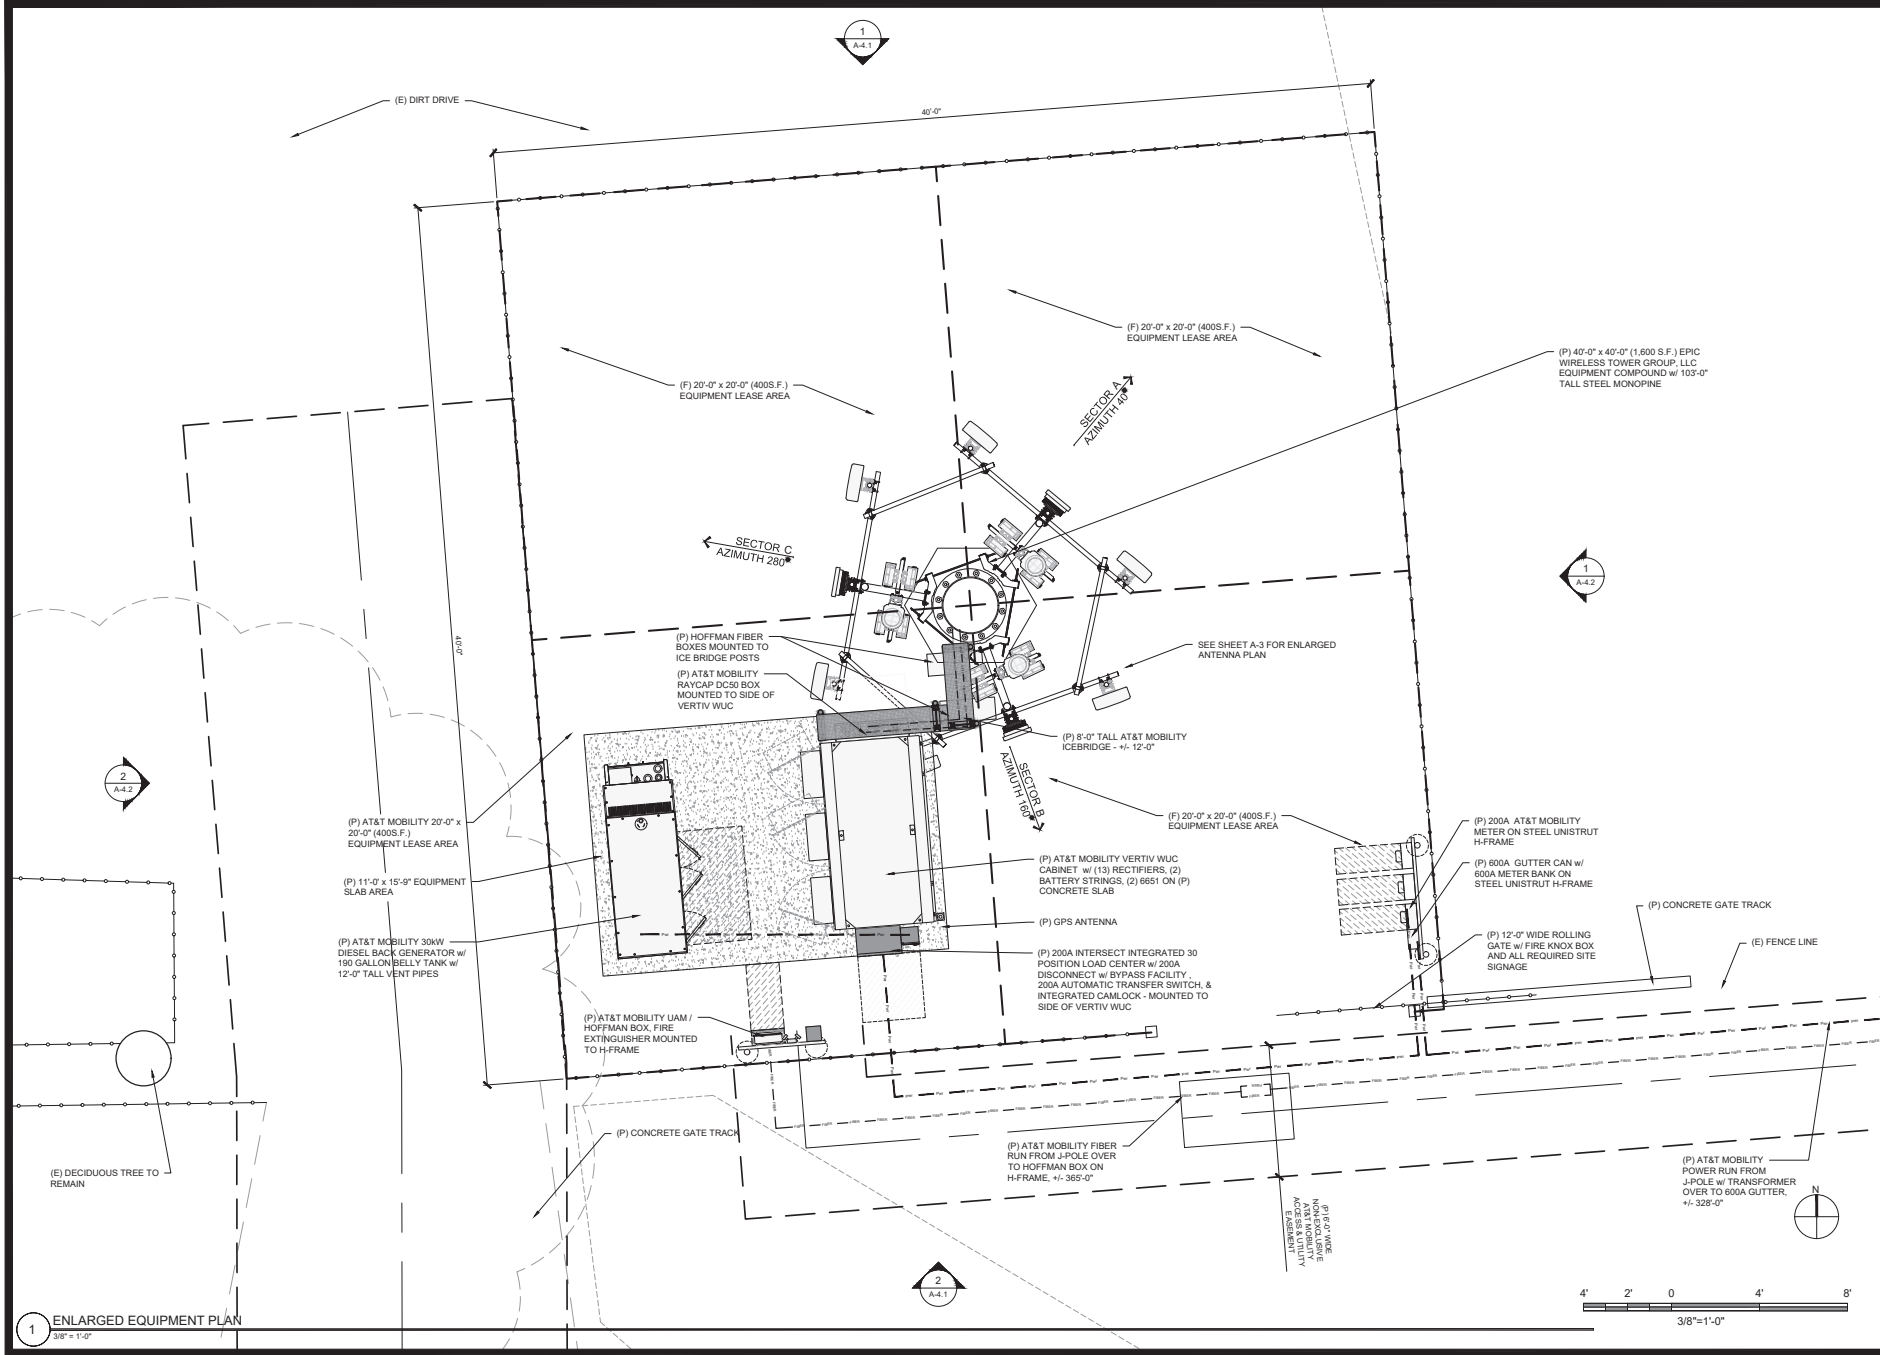 1
A-4.1
(E) DIRT DRIVE
40'-0"
(F) 20'-0" x 20'-0" (400S.F.)
EQUIPMENT LEASE AREA
(P) 40'-0" x 40'-0" (1,600 S.F.) EPIC
WIRELESS TOWER GROUP, LLC
EQUIPMENT COMPOUND w/ 103'-0"
TALL STEEL MONOPINE
(F) 20'-0" x 20'-0" (400S.F.)
EQUIPMENT LEASE AREA
SECTOR A
AZIMUTH 40°
SECTOR C
AZIMUTH 280°
1
A-4.2
40'-0"
(P) HOFFMAN FIBER
BOXES MOUNTED TO
ICE BRIDGE POSTS
SEE SHEET A-3 FOR ENLARGED
ANTENNA PLAN
(P) AT&T MOBILITY
RAYCAP DC50 BOX
MOUNTED TO SIDE OF
VERTIV WUC
(P) 8'-0" TALL AT&T MOBILITY
ICEBRIDGE - +/- 12'-0"
SECTOR B
AZIMUTH 160°
2
A-4.2
(F) 20'-0" x 20'-0" (400S.F.)
EQUIPMENT LEASE AREA
(P) AT&T MOBILITY 20'-0" x
20'-0" (400S.F.)
EQUIPMENT LEASE AREA
(P) 200A AT&T MOBILITY
METER ON STEEL UNISTRUT
H-FRAME
(P) AT&T MOBILITY VERTIV WUC
CABINET w/ (13) RECTIFIERS, (2)
BATTERY STRINGS, (2) 6651 ON (P)
CONCRETE SLAB
(P) 600A GUTTER CAN w/
600A METER BANK ON
STEEL UNISTRUT H-FRAME
(P) 11'-0' x 15'-9" EQUIPMENT
SLAB AREA
(P) CONCRETE GATE TRACK
(P) GPS ANTENNA
(P) 12'-0" WIDE ROLLING
GATE w/ FIRE KNOX BOX
AND ALL REQUIRED SITE
SIGNAGE
(E) FENCE LINE
(P) AT&T MOBILITY 30kW
DIESEL BACK GENERATOR w/
190 GALLON BELLY TANK w/
12'-0" TALL VENT PIPES
(P) 200A INTERSECT INTEGRATED 30
POSITION LOAD CENTER w/ 200A
DISCONNECT w/ BYPASS FACILITY ,
200A AUTOMATIC TRANSFER SWITCH, &
INTEGRATED CAMLOCK - MOUNTED TO
SIDE OF VERTIV WUC
(P) AT&T MOBILITY UAM /
HOFFMAN BOX, FIRE
EXTINGUISHER MOUNTED
TO H-FRAME
(P) CONCRETE GATE TRACK
(P) AT&T MOBILITY FIBER
RUN FROM J-POLE OVER
TO HOFFMAN BOX ON
H-FRAME, +/- 365'-0"
(E) DECIDUOUS TREE TO
REMAIN
(P) AT&T MOBILITY
POWER RUN FROM
J-POLE w/ TRANSFORMER
OVER TO 600A GUTTER,
+/- 328'-0"
N
(P) 6'-0" WIDE
NON-EXCLUSIVE
AT&T MOBILITY
ACCESS & UTILITY
EASEMENT
2
A-4.1
4' 2' 0 4' 8'
3/8"=1'-0"
1
ENLARGED EQUIPMENT PLAN
3/8" = 1'-0"